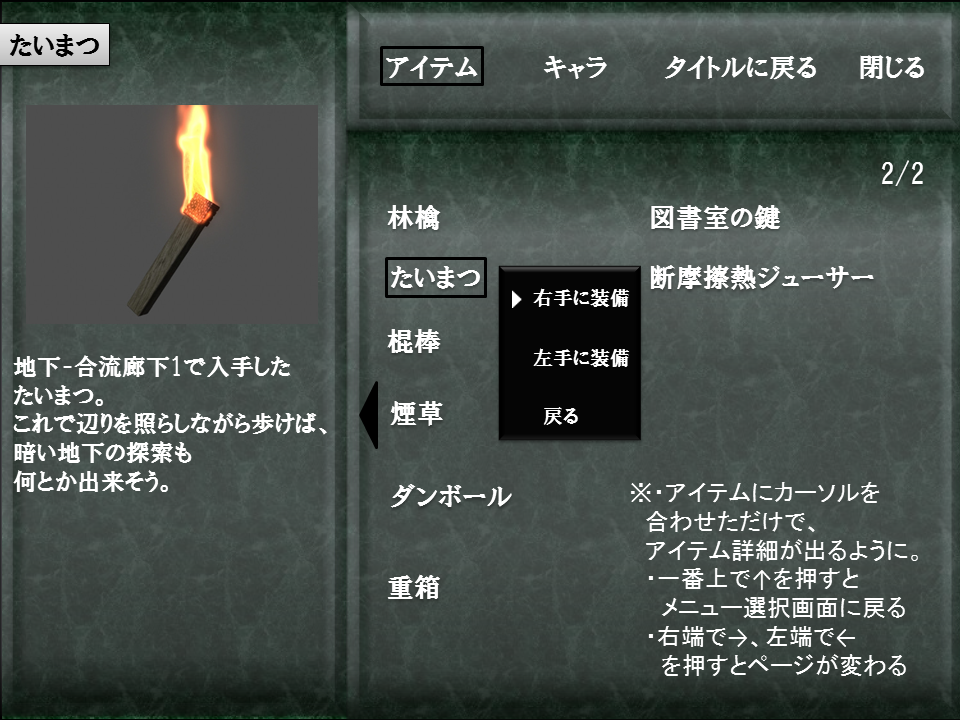 たいまつ
アイテム キャラ タイトルに戻る 閉じる
2/2
林檎 図書室の鍵
たいまつ 断摩擦熱ジューサー
右手に装備
左手に装備
戻る
棍棒
煙草
ダンボール
重箱
地下-合流廊下1で入手した
たいまつ。
これで辺りを照らしながら歩けば、
暗い地下の探索も
何とか出来そう。
※・アイテムにカーソルを
合わせただけで、
アイテム詳細が出るように。
・一番上で↑を押すと
メニュー選択画面に戻る
・右端で→、左端で←
を押すとページが変わる